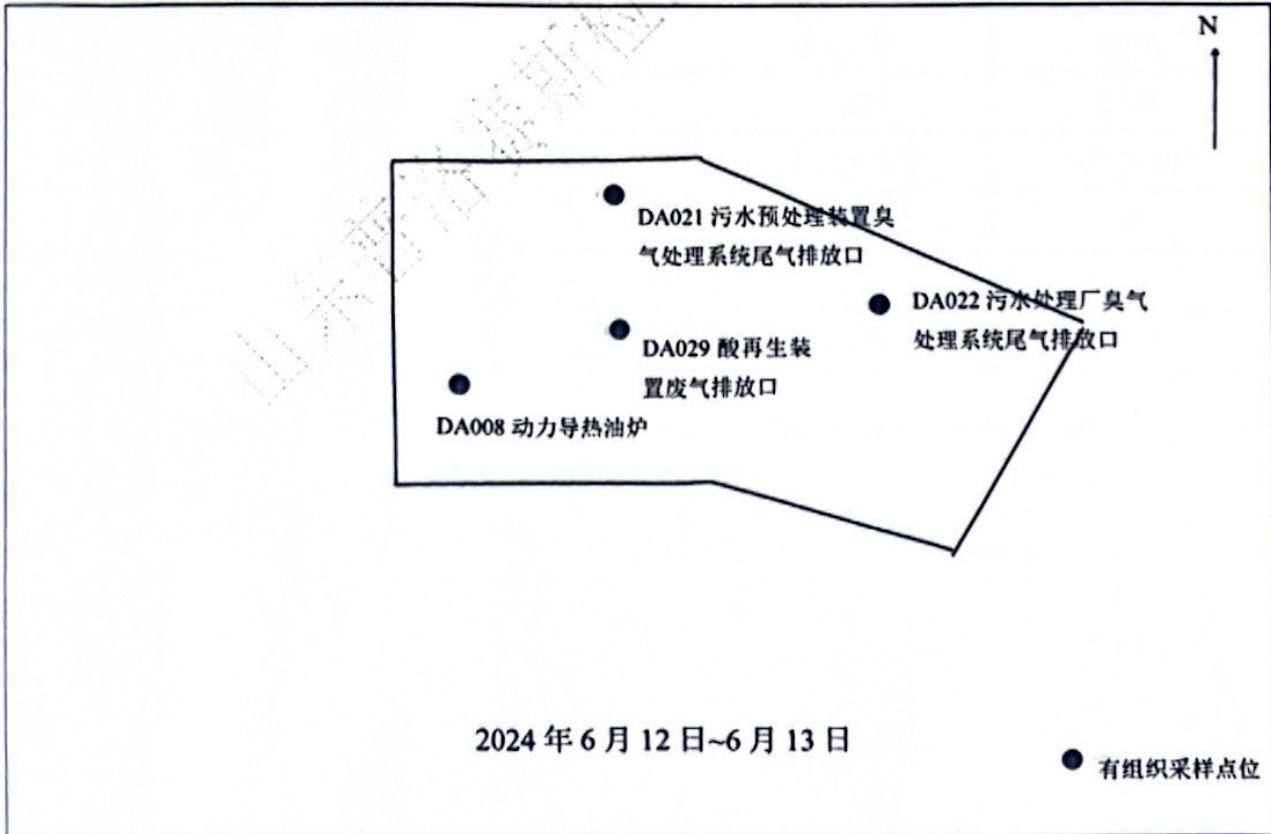 N
DA021 污水预处理装置臭
气处理系统尾气排放口
DA022 污水处理厂臭气
处理系统尾气排放口
DA029 酸再生装
置废气排放口
DA008 动力导热油炉
2024 年 6 月 12 日~6 月 13 日
有组织采样点位